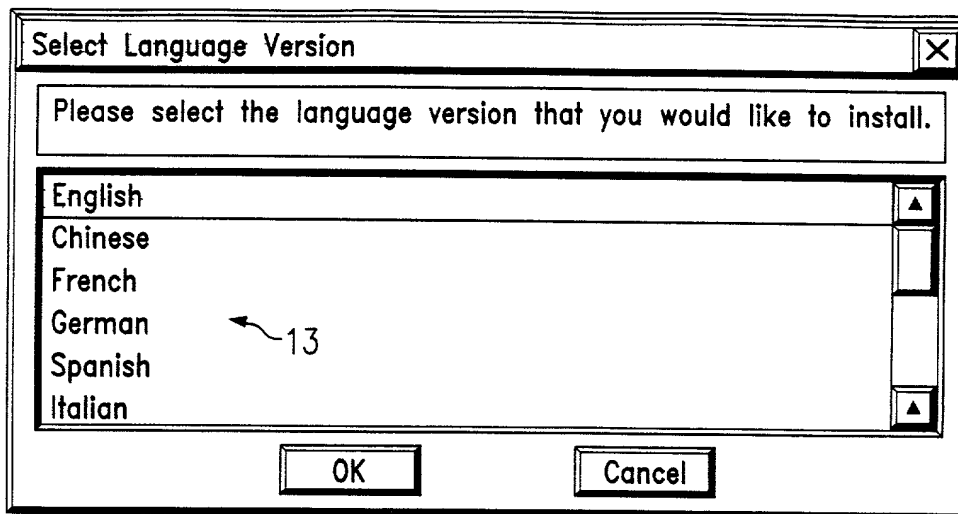 Select Language Version
Please select the language version that you would like to install.
English
Chinese
French
German
13
Spanish
Italian
OK
Cancel